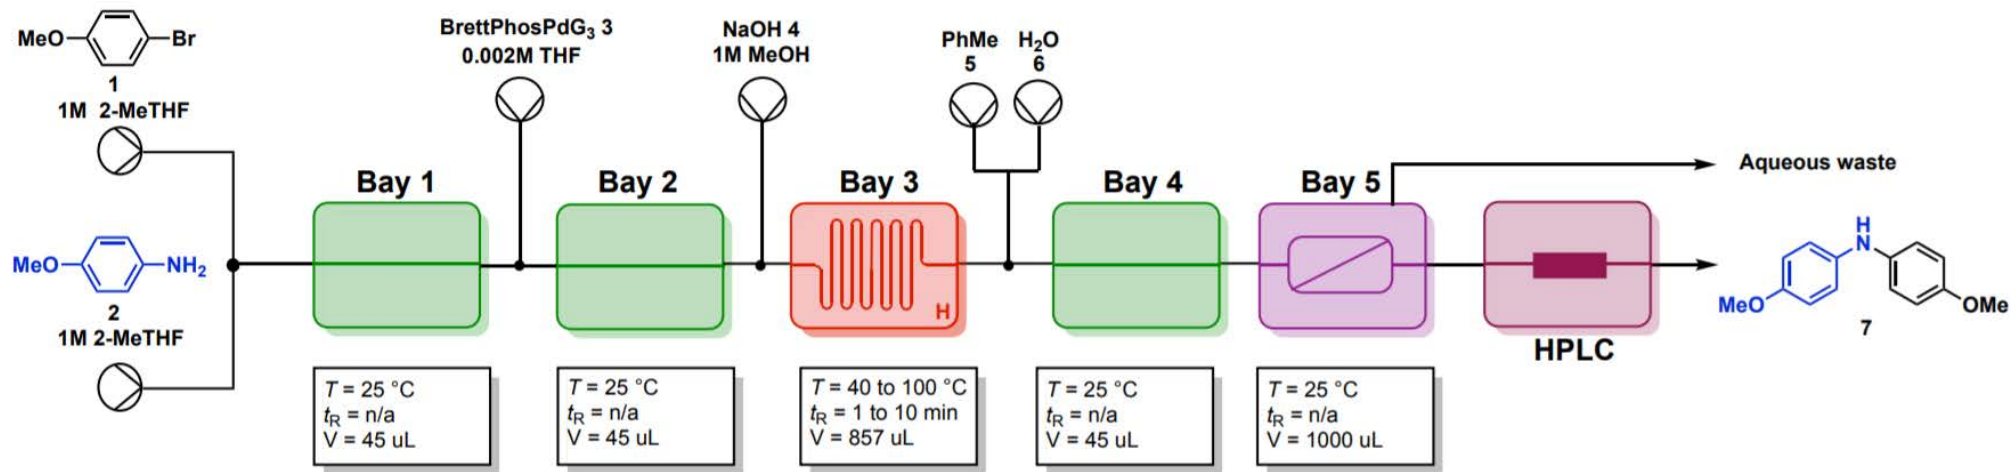 MeO
Br
1
1M 2-MeTHF
MeO
NH₂
2
1M 2-MeTHF
BrettPhosPdG₃ 3
0.002M THF
NaOH 4
1M MeOH
PhMe
5
H₂O
6
Bay 1
Bay 2
Bay 3
H
Bay 4
Bay 5
HPLC
Aqueous waste
H
N
MeO
OMe
7
T = 25 °C
tR = n/a
V = 45 uL
T = 25 °C
tR = n/a
V = 45 uL
T = 40 to 100 °C
tR = 1 to 10 min
V = 857 uL
T = 25 °C
tR = n/a
V = 45 uL
T = 25 °C
tR = n/a
V = 1000 uL